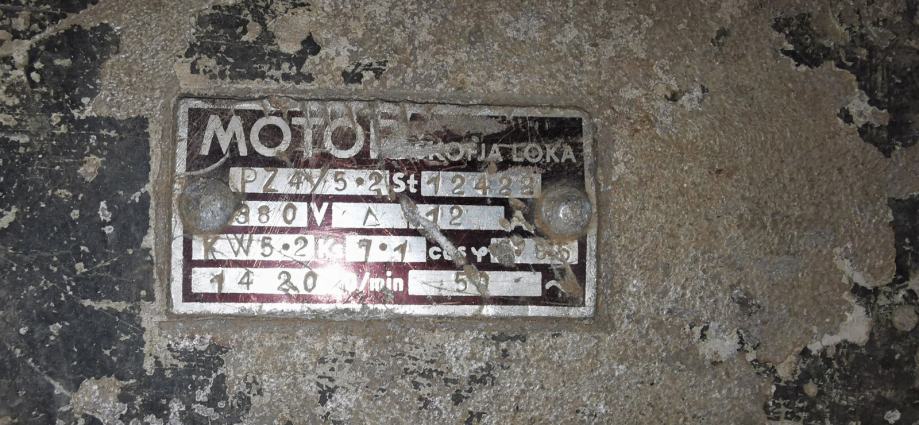 MOTOR ŠKOFJA LOKA
PZ 4/5·2 St 12422
380 V △ 12 A
KW 5·2 KS 7·1 cosφ
1420 /min 50 ~